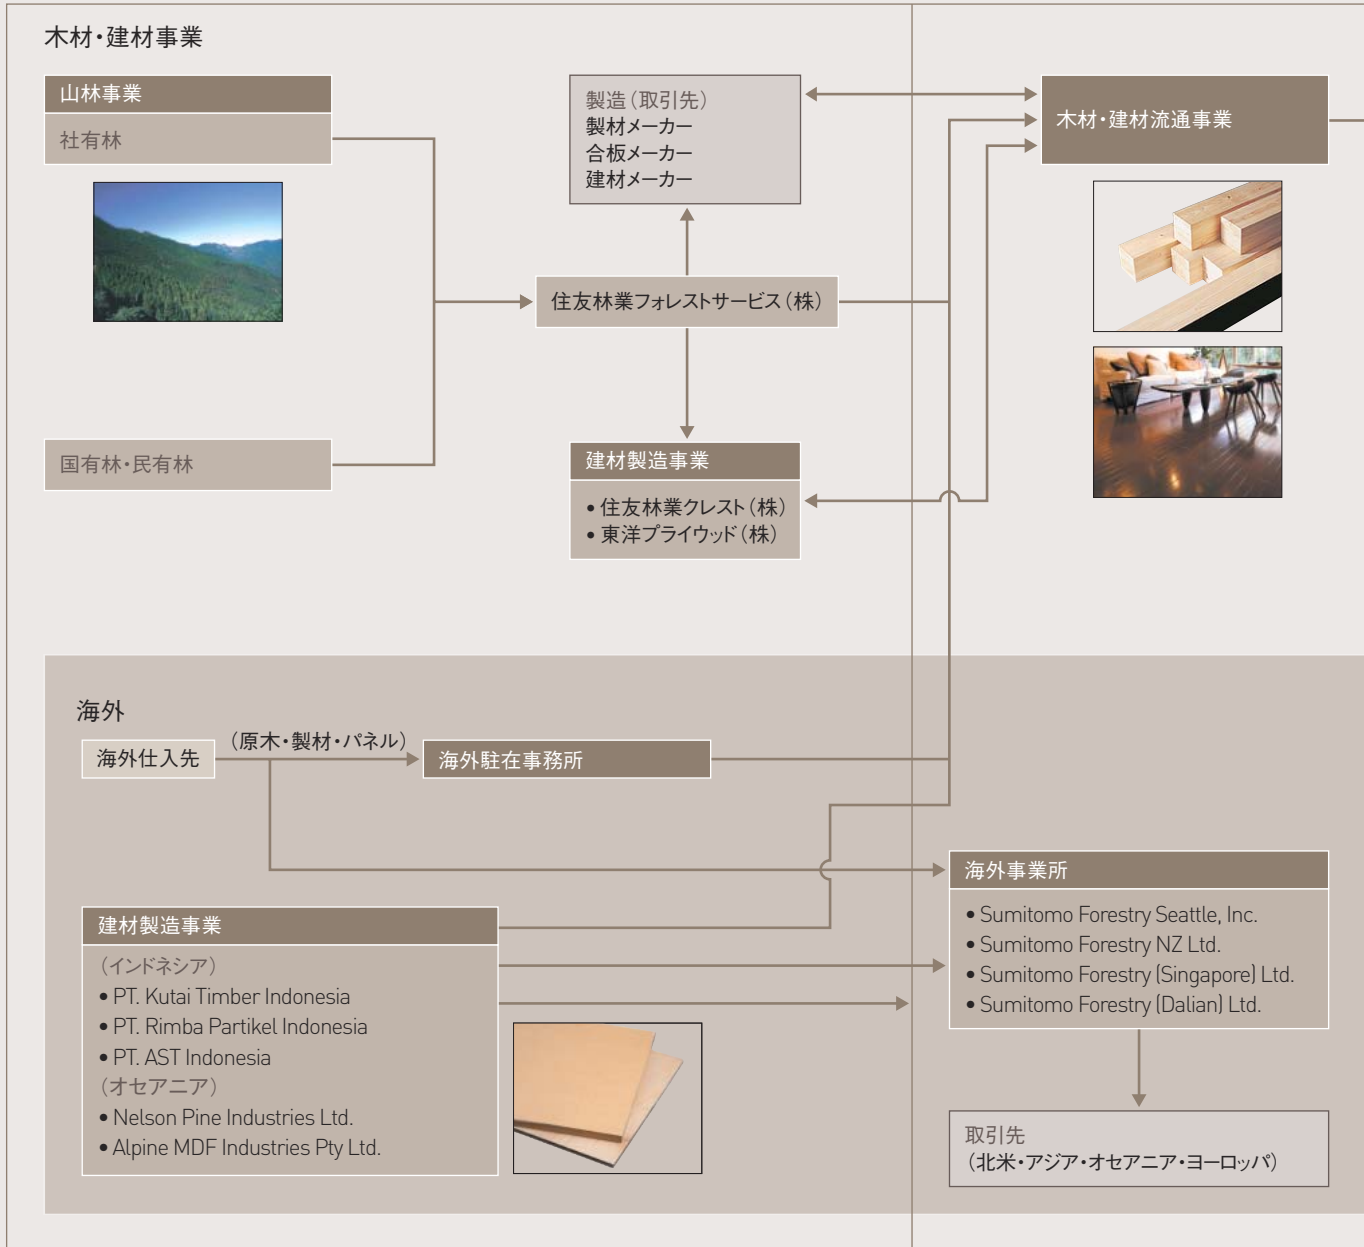 木材・建材事業
山林事業
社有林
国有林・民有林
製造（取引先）
製材メーカー
合板メーカー
建材メーカー
住友林業フォレストサービス（株）
建材製造事業
• 住友林業クレスト（株）
• 東洋プライウッド（株）
木材・建材流通事業
海外
海外仕入先
（原木・製材・パネル）
海外駐在事務所
建材製造事業
（インドネシア）
• PT. Kutai Timber Indonesia
• PT. Rimba Partikel Indonesia
• PT. AST Indonesia
（オセアニア）
• Nelson Pine Industries Ltd.
• Alpine MDF Industries Pty Ltd.
海外事業所
• Sumitomo Forestry Seattle, Inc.
• Sumitomo Forestry NZ Ltd.
• Sumitomo Forestry (Singapore) Ltd.
• Sumitomo Forestry (Dalian) Ltd.
取引先
（北米・アジア・オセアニア・ヨーロッパ）